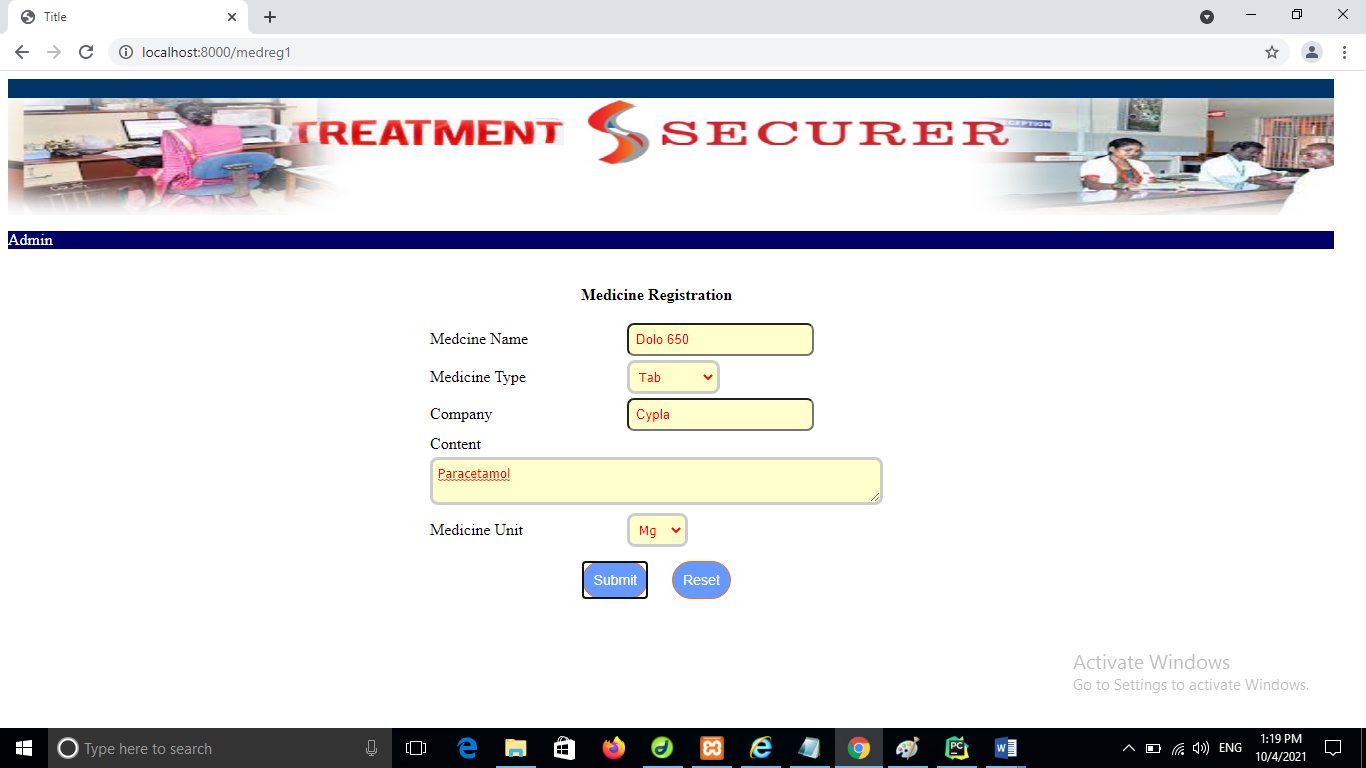 Title
localhost:8000/medreg1
TREATMENT SECURER
CEPTION
Admin
Medicine Registration
Medcine Name Dolo 650
Medicine Type Tab
Company Cypla
Content
Paracetamol
Medicine Unit Mg
Submit Reset
Activate Windows
Go to Settings to activate Windows.
Type here to search
ENG
1:19 PM
10/4/2021